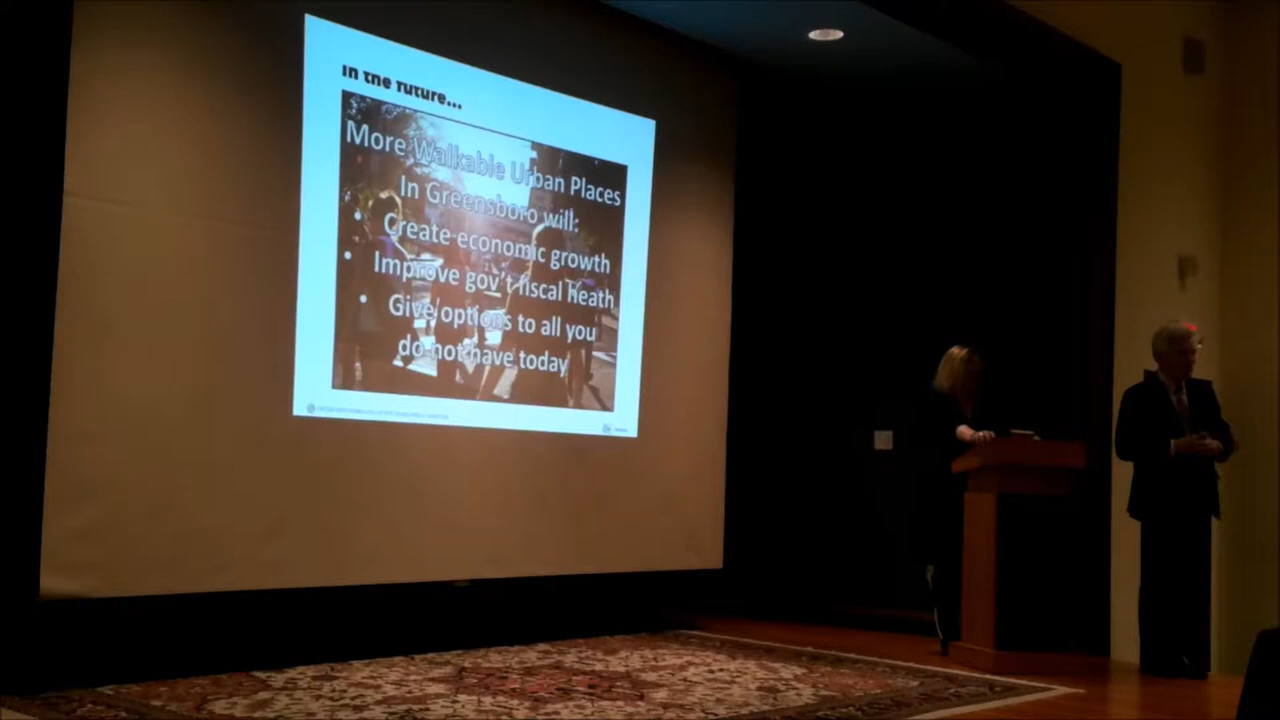 In the future...
More Walkable Urban Places
In Greensboro will:
• Create economic growth
• Improve gov't fiscal heath
• Give options to all you
do not have today